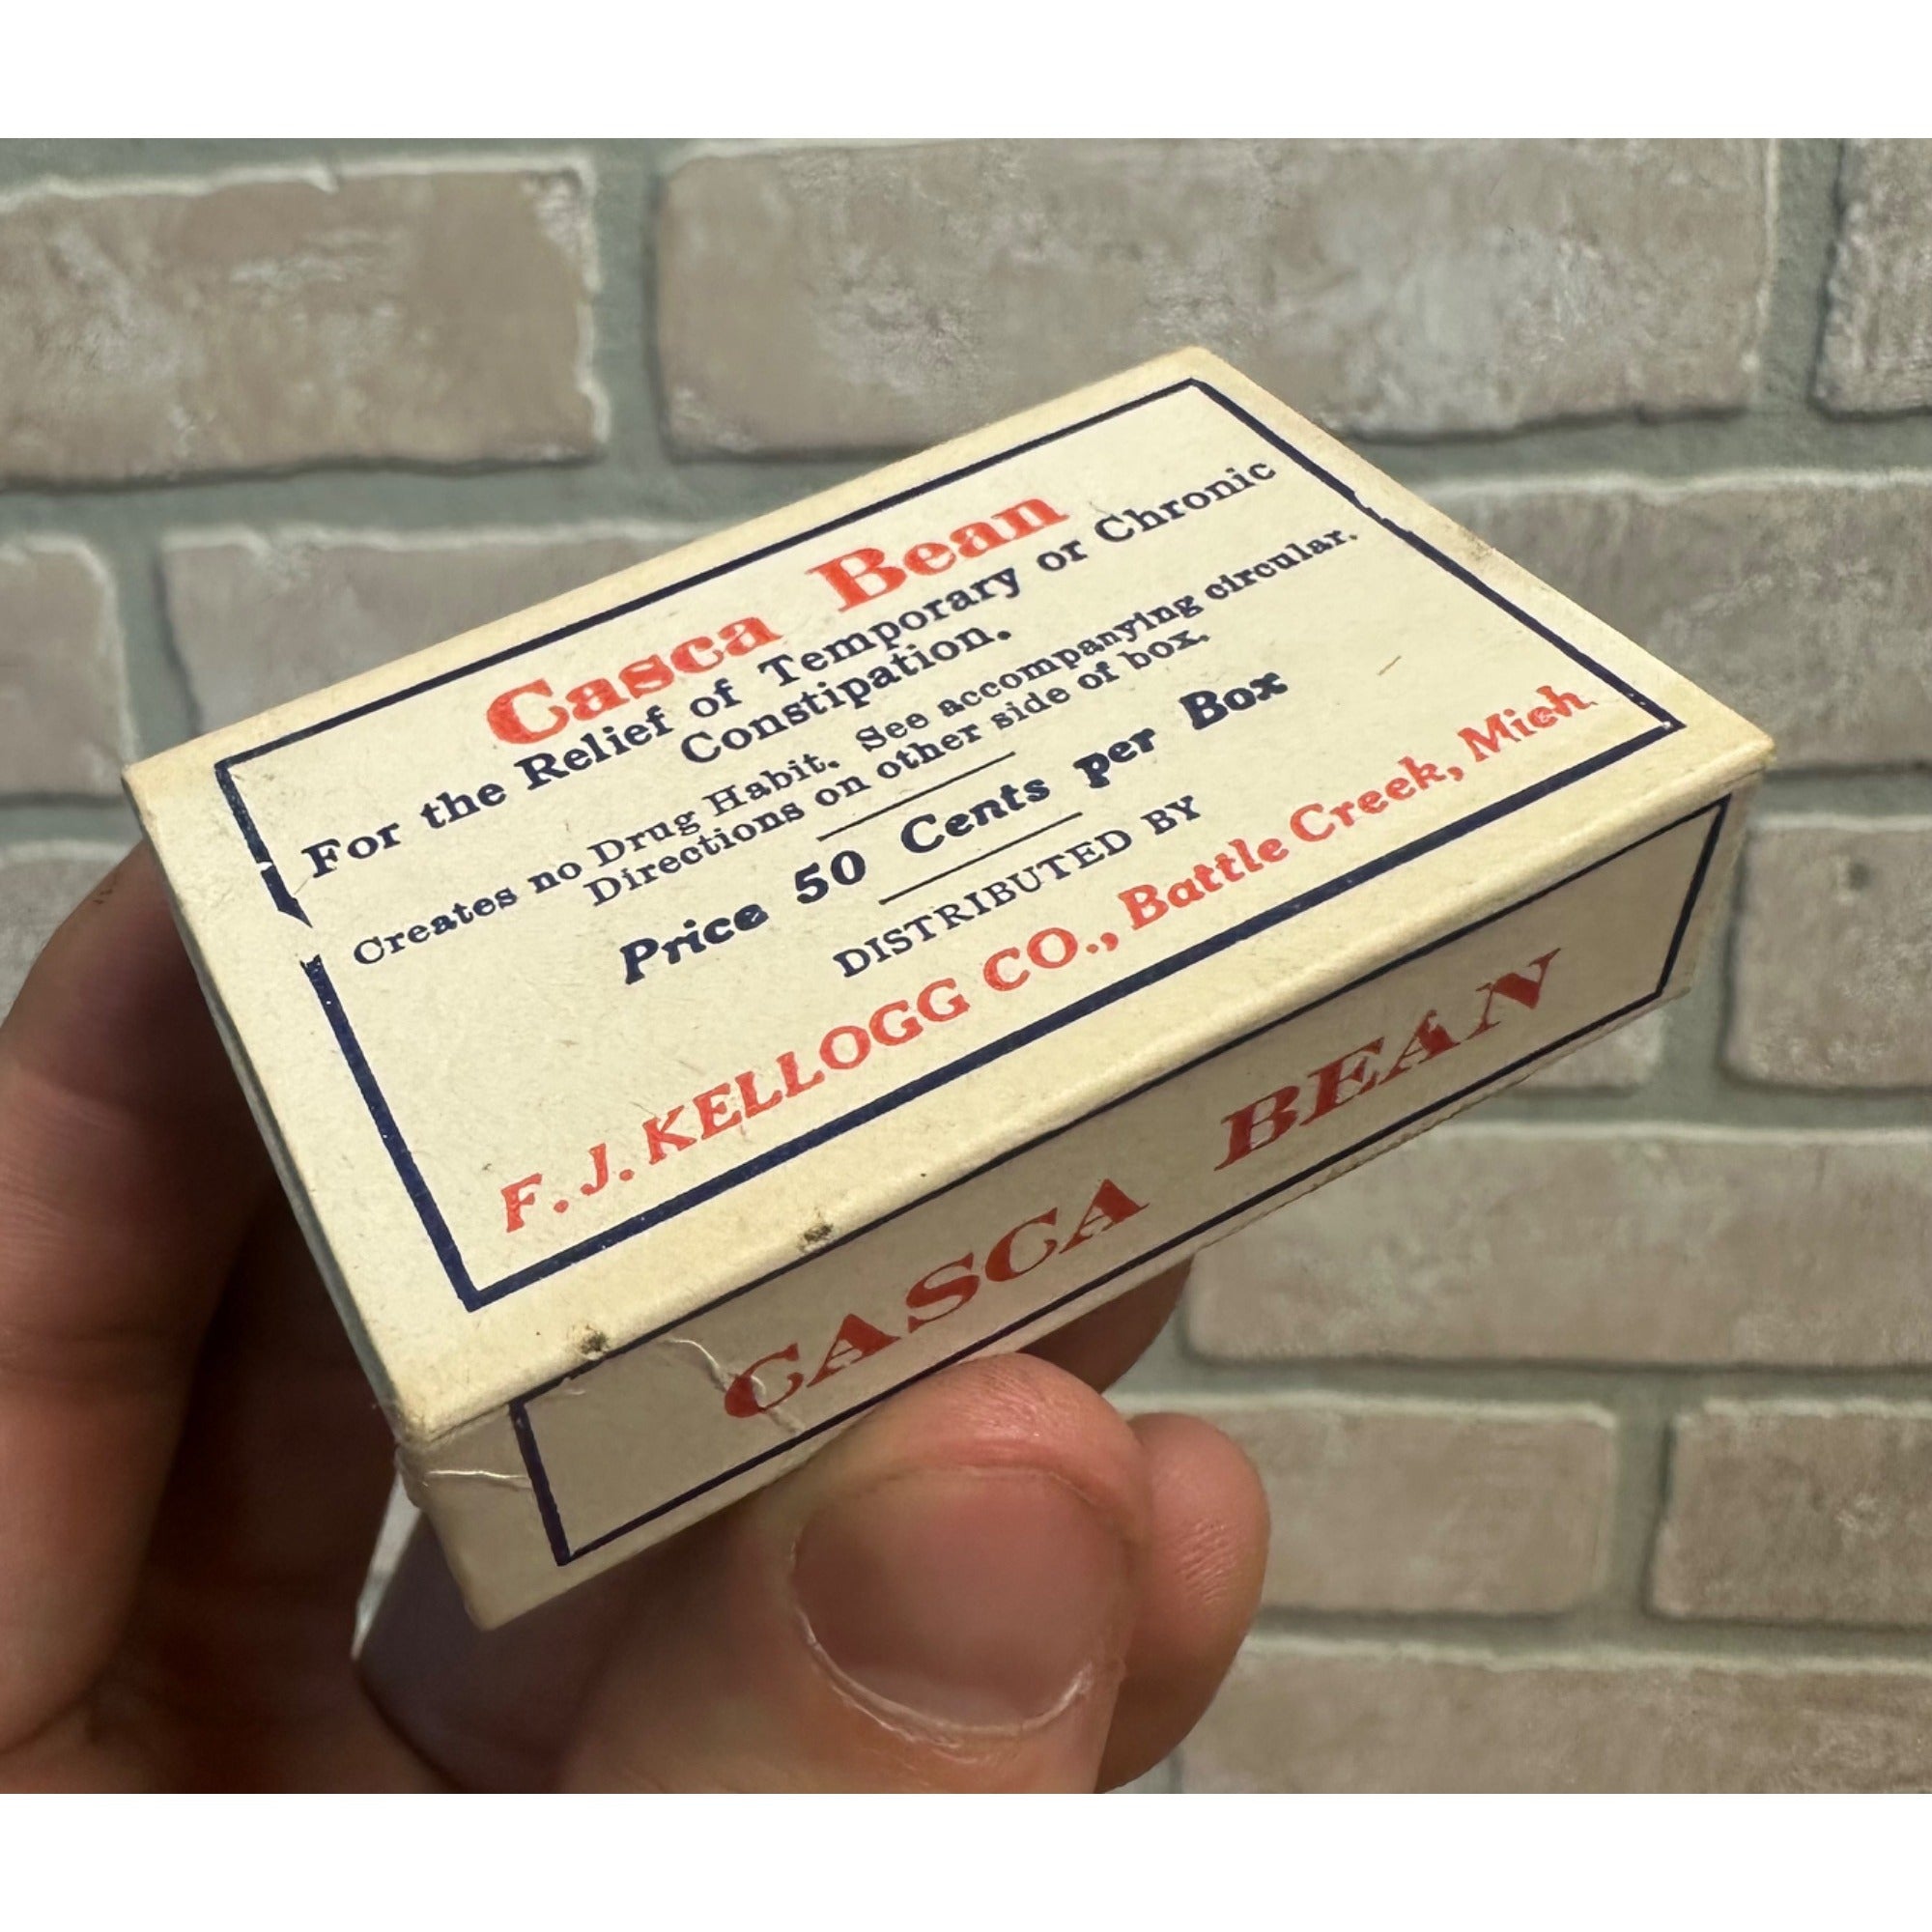 Casca Bean
For the Relief of Temporary or Chronic
Constipation.
Creates no Drug Habit. See accompanying circular.
Directions on other side of box.
Price 50 Cents per Box
DISTRIBUTED BY
F. J. KELLOGG CO., Battle Creek, Mich.
CASCA BEAN